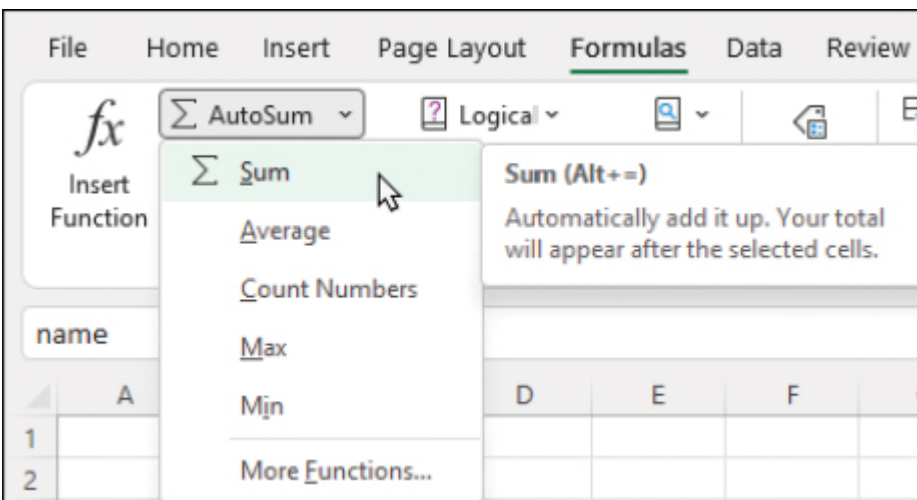 File Home Insert Page Layout Formulas Data Review
fx ∑ AutoSum Logical
Insert
Function
∑ Sum
Average
Count Numbers
Max
Min
More Functions...
Sum (Alt+=)
Automatically add it up. Your total
will appear after the selected cells.
name
A D E F
1
2